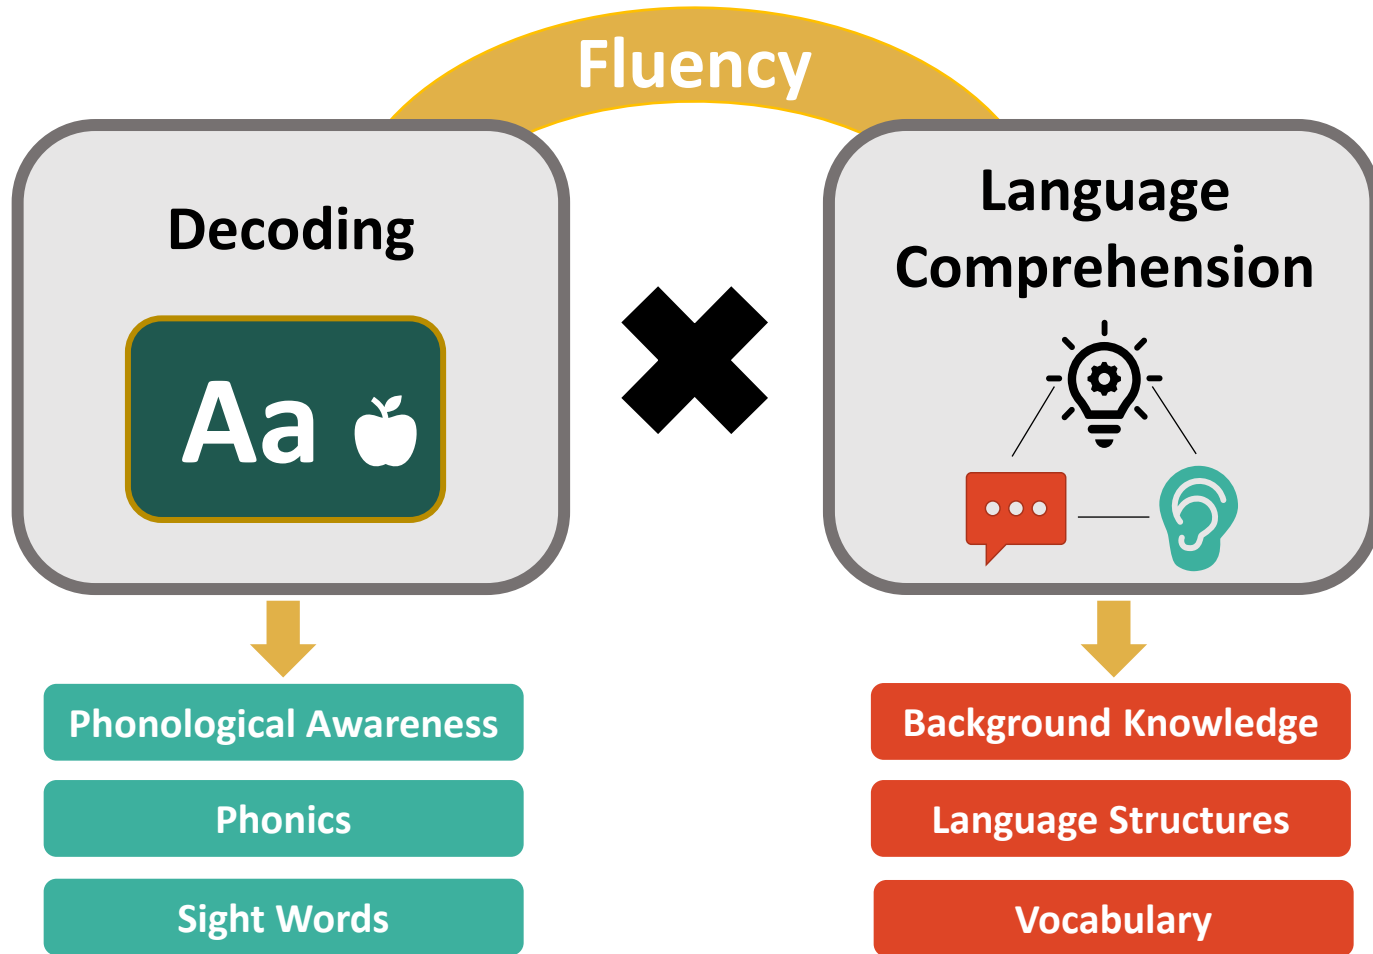 Fluency
Decoding
Aa
Language
Comprehension
Phonological Awareness
Phonics
Sight Words
Background Knowledge
Language Structures
Vocabulary